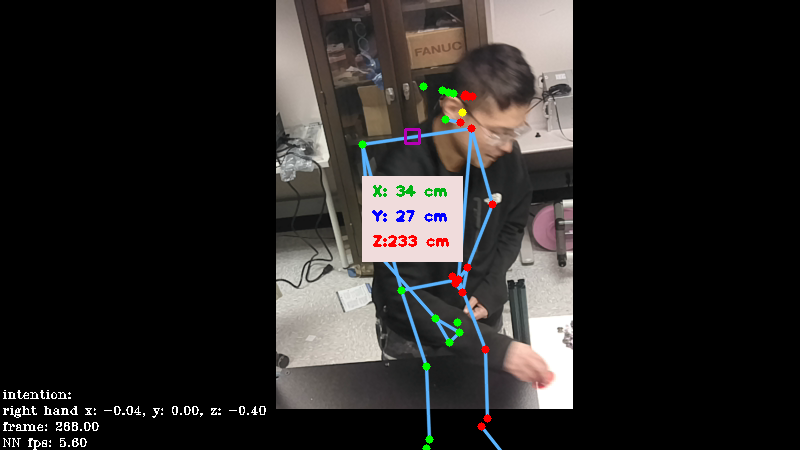 FANUC
X: 34 cm
Y: 27 cm
Z:233 cm
intention:
right hand x: -0.04, y: 0.00, z: -0.40
frame: 268.00
NN fps: 5.60